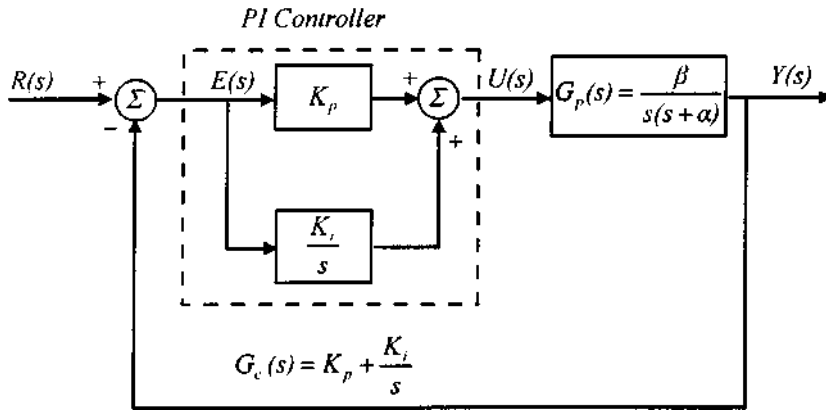 PI Controller
R(s)
+
Σ
−
E(s)
K_p
+
Σ
+
U(s)
G_p(s) = β / s(s + α)
Y(s)
K_i / s
G_c(s) = K_p + K_i / s